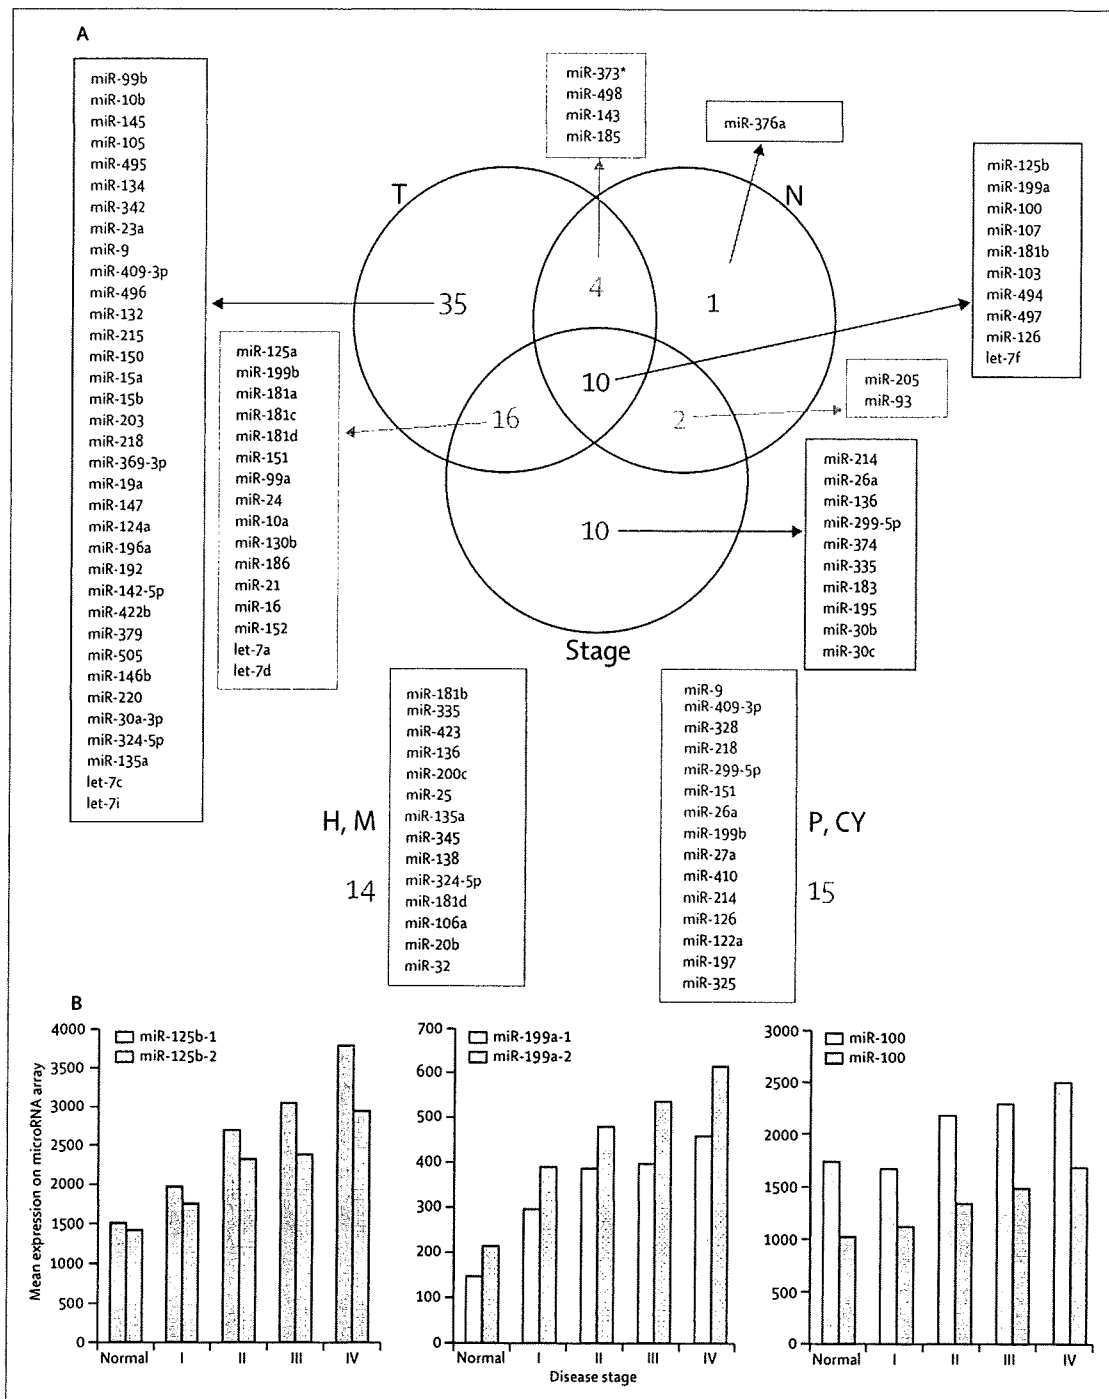 A
miR-99b
miR-10b
miR-145
miR-105
miR-495
miR-134
miR-342
miR-23a
miR-9
miR-409-3p
miR-496
miR-132
miR-215
miR-150
miR-15a
miR-15b
miR-203
miR-218
miR-369-3p
miR-19a
miR-147
miR-124a
miR-196a
miR-192
miR-142-5p
miR-422b
miR-379
miR-505
miR-146b
miR-220
miR-30a-3p
miR-324-5p
miR-135a
let-7c
let-7i
miR-125a
miR-199b
miR-181a
miR-181c
miR-181d
miR-151
miR-99a
miR-24
miR-10a
miR-130b
miR-186
miR-21
miR-16
miR-152
let-7a
let-7d
miR-373*
miR-498
miR-143
miR-185
miR-376a
T
N
35
4
1
10
16
2
10
Stage
miR-125b
miR-199a
miR-100
miR-107
miR-181b
miR-103
miR-494
miR-497
miR-126
let-7f
miR-205
miR-93
miR-214
miR-26a
miR-136
miR-299-5p
miR-374
miR-335
miR-183
miR-195
miR-30b
miR-30c
H, M
14
miR-181b
miR-335
miR-423
miR-136
miR-200c
miR-25
miR-135a
miR-345
miR-138
miR-324-5p
miR-181d
miR-106a
miR-20b
miR-32
miR-9
miR-409-3p
miR-328
miR-218
miR-299-5p
miR-151
miR-26a
miR-199b
miR-27a
miR-410
miR-214
miR-126
miR-122a
miR-197
miR-325
P, CY
15
B
Mean expression on microRNA array
4000
3500
3000
2500
2000
1500
1000
500
0
miR-125b-1
miR-125b-2
Normal I II III IV
700
600
500
400
300
200
100
0
miR-199a-1
miR-199a-2
Normal I II III IV
Disease stage
3000
2500
2000
1500
1000
500
0
miR-100
miR-100
Normal I II III IV